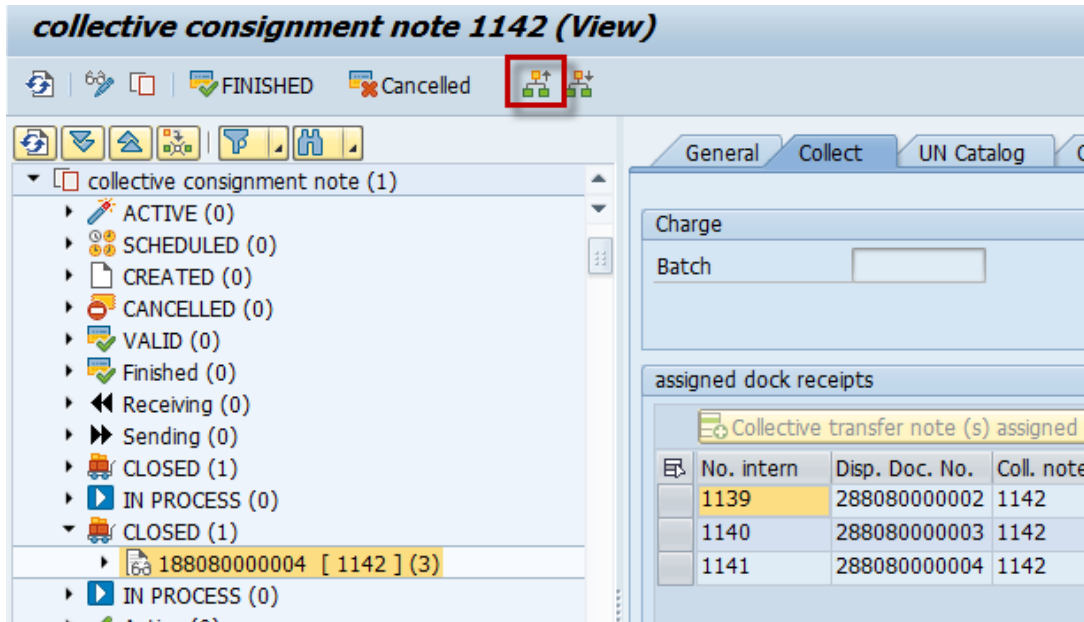 collective consignment note 1142 (View)
FINISHED Cancelled
collective consignment note (1)
ACTIVE (0)
SCHEDULED (0)
CREATED (0)
CANCELLED (0)
VALID (0)
Finished (0)
Receiving (0)
Sending (0)
CLOSED (1)
IN PROCESS (0)
CLOSED (1)
188080000004 [ 1142 ] (3)
IN PROCESS (0)
General Collect UN Catalog
Charge
Batch
assigned dock receipts
Collective transfer note (s) assigned
No. intern Disp. Doc. No. Coll. note
1139 288080000002 1142
1140 288080000003 1142
1141 288080000004 1142